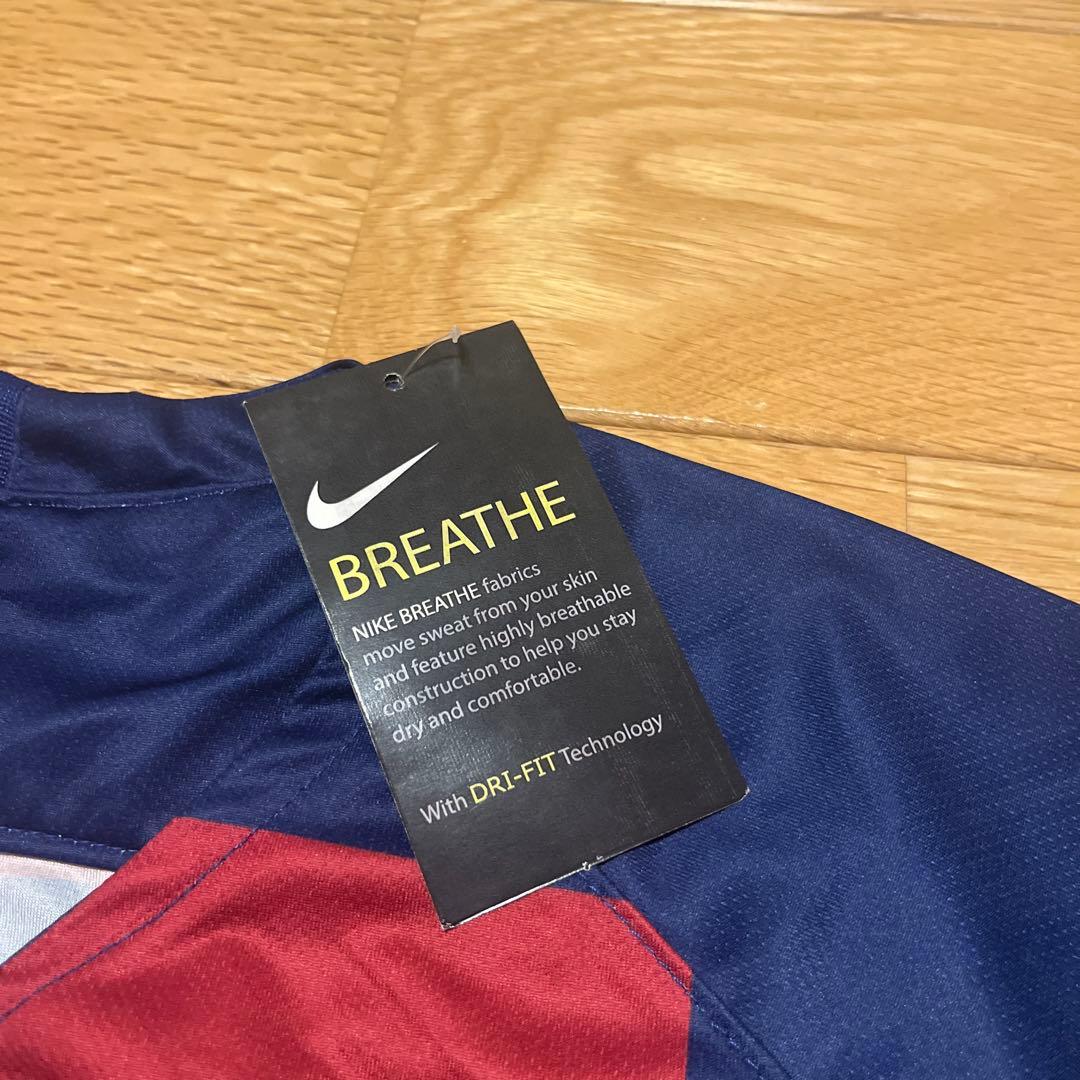 BREATHE
NIKE BREATHE fabrics
move sweat from your skin
and feature highly breathable
construction to help you stay
dry and comfortable.
With DRI-FIT Technology